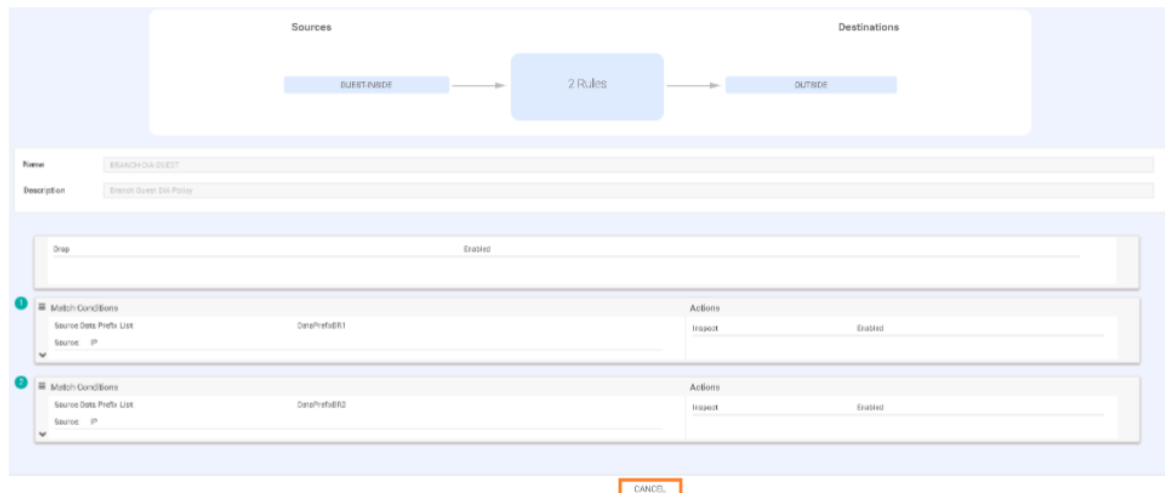 Sources Destinations
GUEST-INSIDE 2 Rules OUTSIDE
Name BRANCH-DIA-GUEST
Description Branch Guest DIA Policy
Drop Enabled
1 Match Conditions Actions
Source Data Prefix List DataPrefixBR1 Inspect Enabled
Source: IP
2 Match Conditions Actions
Source Data Prefix List DataPrefixBR2 Inspect Enabled
Source: IP
CANCEL